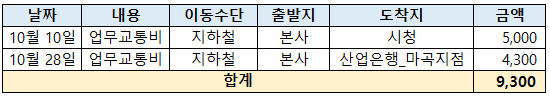 날짜 내용 이동수단 출발지 도착지 금액
10월 10일 업무교통비 지하철 본사 시청 5,000
10월 28일 업무교통비 지하철 본사 산업은행_마곡지점 4,300
합계 9,300